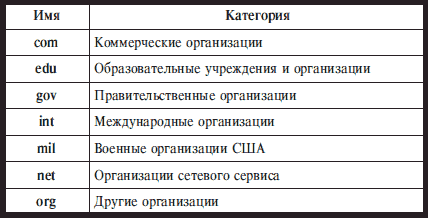 Имя Категория
com Коммерческие организации
edu Образовательные учреждения и организации
gov Правительственные организации
int Международные организации
mil Военные организации США
net Организации сетевого сервиса
org Другие организации